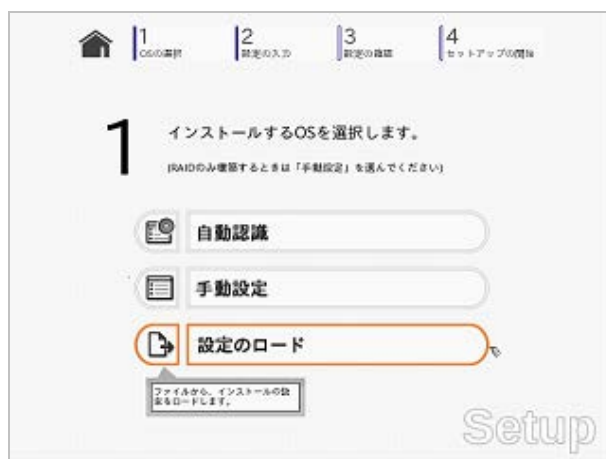 1
OSの選択
2
設定の入力
3
設定の確認
4
セットアップの開始
1
インストールするOSを選択します。
(RAIDのみ構築するときは「手動設定」を選んでください)
自動認識
手動設定
設定のロード
ファイルから、インストールの設
定をロードします。
Setup